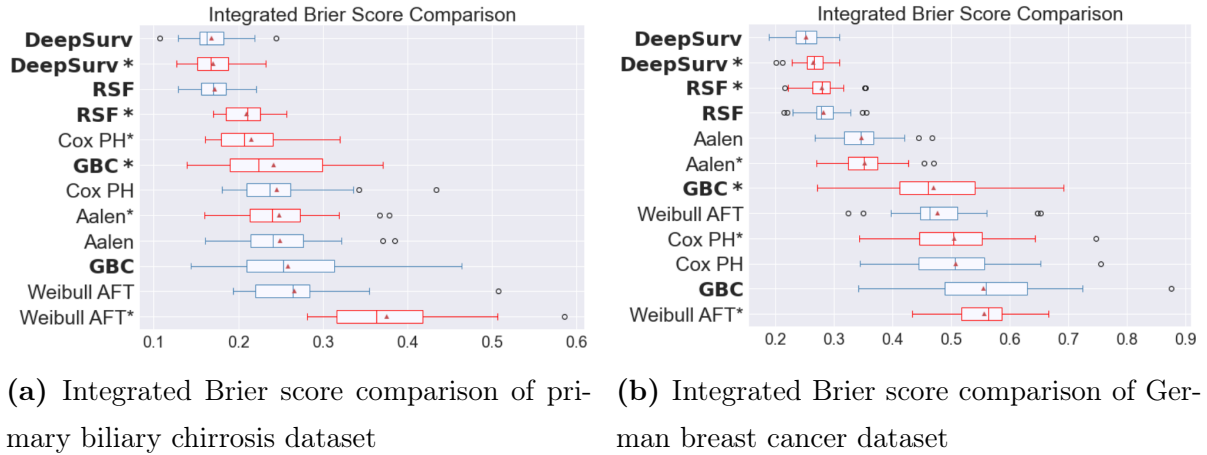 Integrated Brier Score Comparison
DeepSurv
DeepSurv *
RSF
RSF *
Cox PH*
GBC *
Cox PH
Aalen*
Aalen
GBC
Weibull AFT
Weibull AFT*
0.1 0.2 0.3 0.4 0.5 0.6
(a) Integrated Brier score comparison of pri-
mary biliary chirrosis dataset
Integrated Brier Score Comparison
DeepSurv
DeepSurv *
RSF *
RSF
Aalen
Aalen*
GBC *
Weibull AFT
Cox PH*
Cox PH
GBC
Weibull AFT*
0.2 0.3 0.4 0.5 0.6 0.7 0.8 0.9
(b) Integrated Brier score comparison of Ger-
man breast cancer dataset